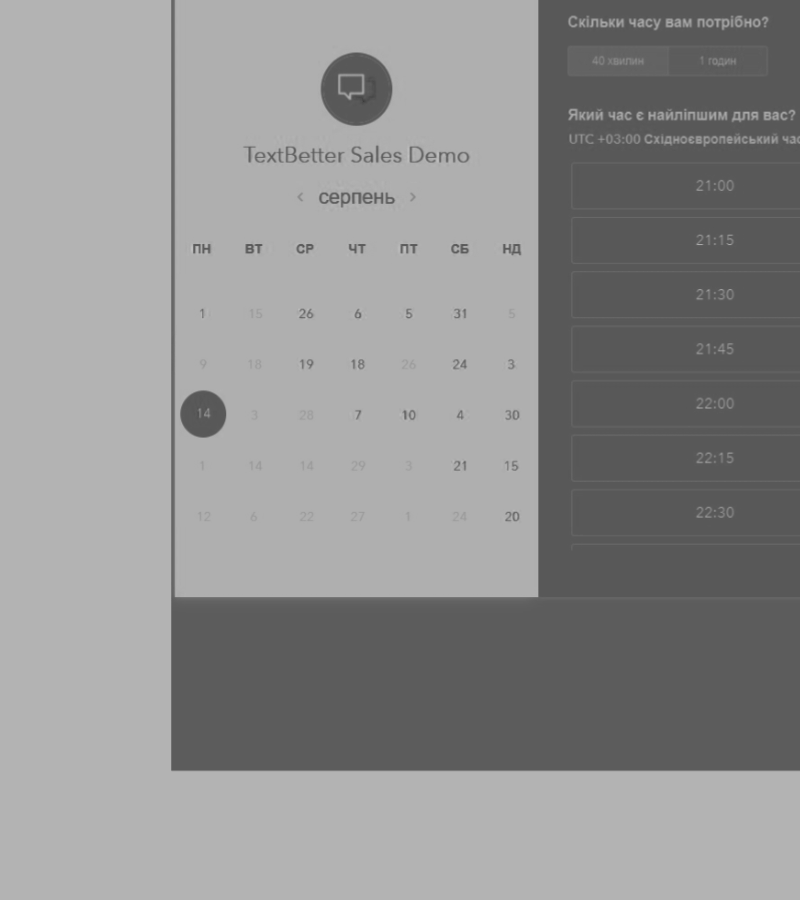 TextBetter Sales Demo
‹ серпень ›
ПН ВТ СР ЧТ ПТ СБ НД
1 15 26 6 5 31 5
9 18 19 18 26 24 3
14 3 28 7 10 4 30
1 14 14 29 3 21 15
12 6 22 27 1 24 20
Скільки часу вам потрібно?
40 хвилин 1 годин
Який час є найліпшим для вас?
UTC +03:00 Східноєвропейський час
21:00
21:15
21:30
21:45
22:00
22:15
22:30